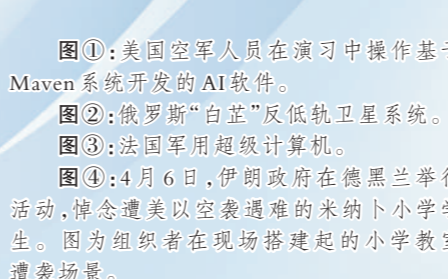 图①:美国空军人员在演习中操作基于
Maven系统开发的AI软件。
图②:俄罗斯“白芷”反低轨卫星系统。
图③:法国军用超级计算机。
图④:4月6日,伊朗政府在德黑兰举行
活动,悼念遭美以空袭遇难的米纳卜小学学
生。图为组织者在现场搭建起的小学教室
遭袭场景。